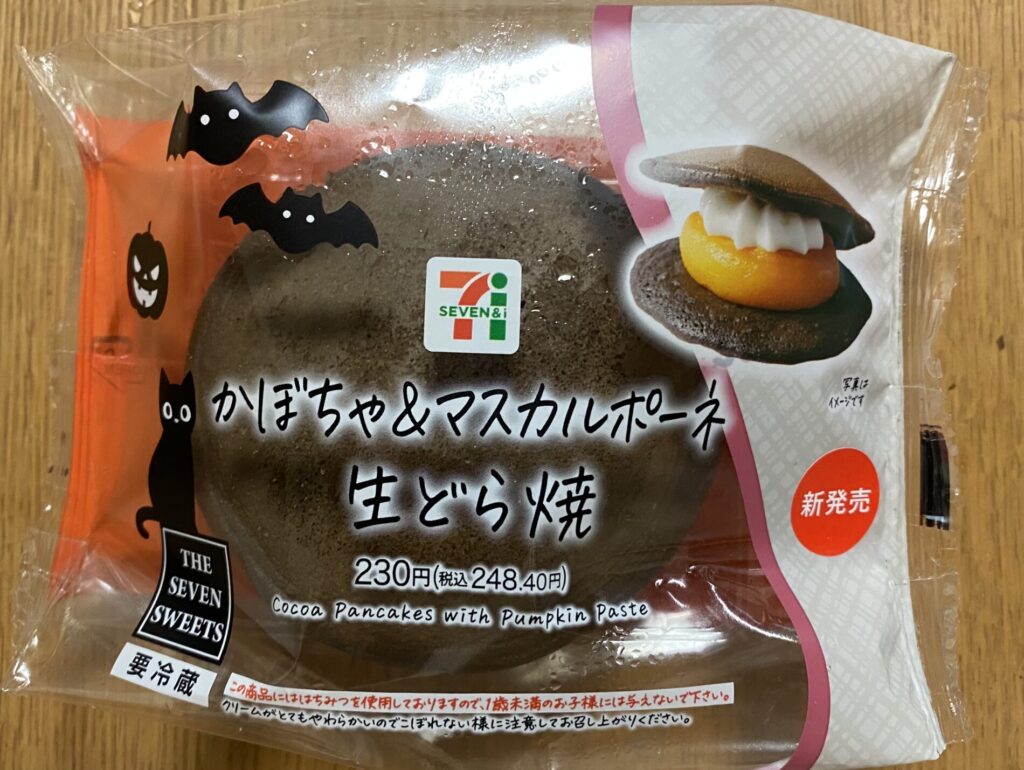 7i
SEVEN&i
かぼちゃ&マスカルポーネ
生どら焼
230円(税込248.40円)
Cocoa Pancakes with Pumpkin Paste
写真は
イメージです
新発売
THE
SEVEN
SWEETS
要冷蔵
この商品にははちみつを使用しておりますので、1歳未満のお子様には与えないで下さい。
クリームがとてもやわらかいのでこぼれない様に注意してお召し上がりください。